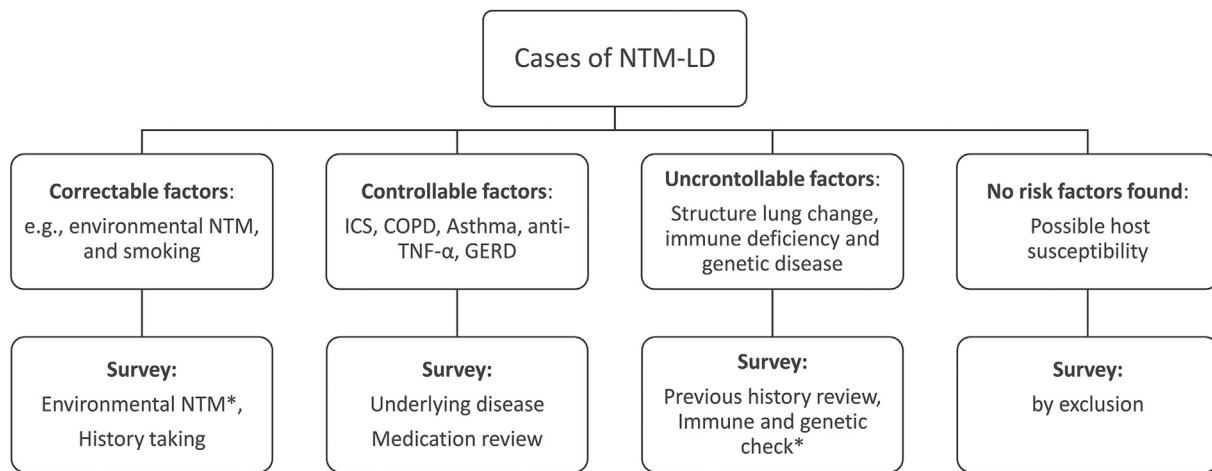 Cases of NTM-LD
Correctable factors:
e.g., environmental NTM,
and smoking
Controllable factors:
ICS, COPD, Asthma, anti-
TNF-α, GERD
Uncrontollable factors:
Structure lung change,
immune deficiency and
genetic disease
No risk factors found:
Possible host
susceptibility
Survey:
Environmental NTM*,
History taking
Survey:
Underlying disease
Medication review
Survey:
Previous history review,
Immune and genetic
check*
Survey:
by exclusion